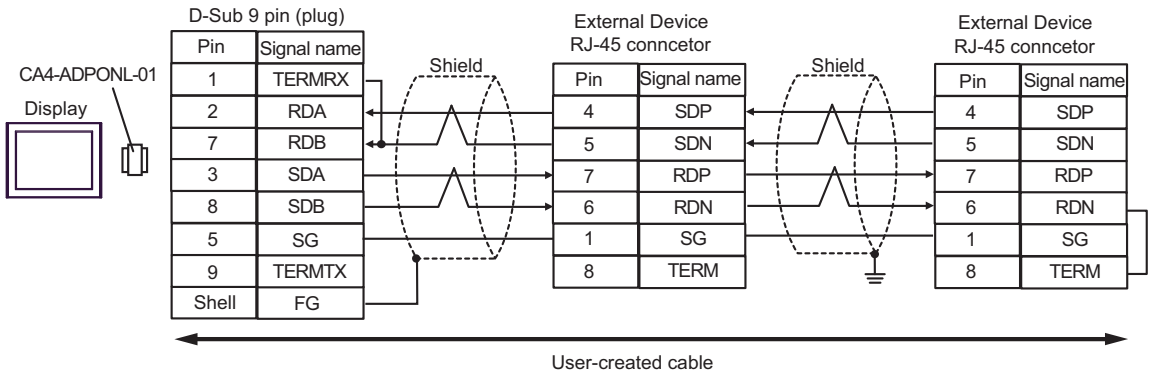 D-Sub 9 pin (plug)
External Device
RJ-45 conncetor
External Device
RJ-45 conncetor
CA4-ADPONL-01
Display
Pin Signal name
1 TERMRX
2 RDA
7 RDB
3 SDA
8 SDB
5 SG
9 TERMTX
Shell FG
Shield
Pin Signal name
4 SDP
5 SDN
7 RDP
6 RDN
1 SG
8 TERM
Shield
Pin Signal name
4 SDP
5 SDN
7 RDP
6 RDN
1 SG
8 TERM
User-created cable